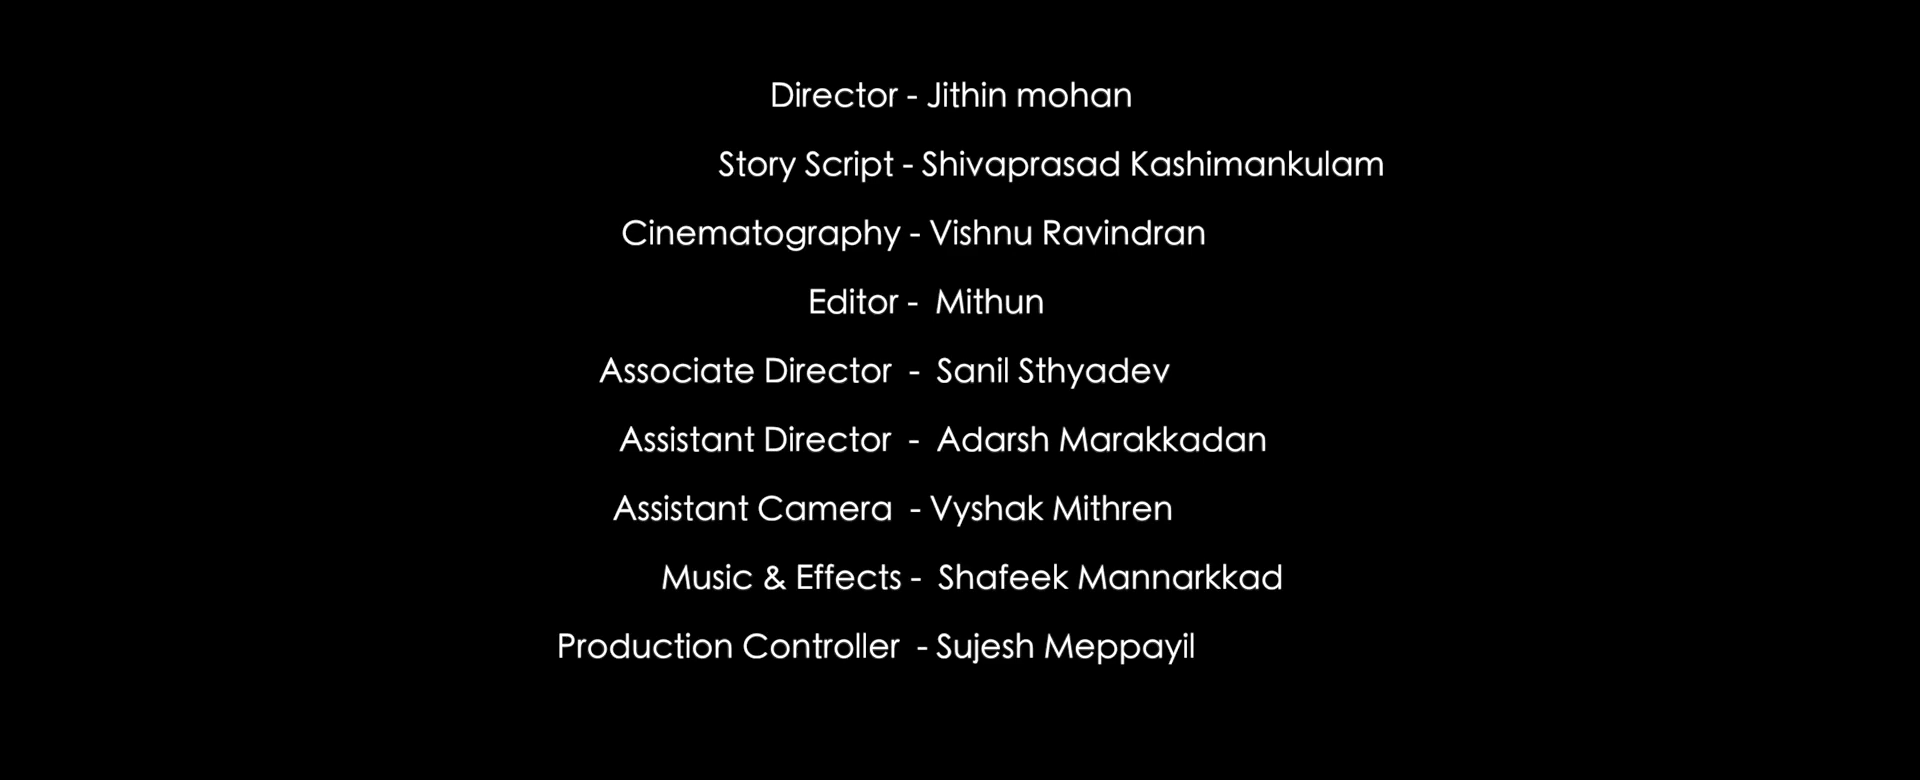 Director - Jithin mohan
Story Script - Shivaprasad Kashimankulam
Cinematography - Vishnu Ravindran
Editor - Mithun
Associate Director - Sanil Sthyadev
Assistant Director - Adarsh Marakkadan
Assistant Camera - Vyshak Mithren
Music & Effects - Shafeek Mannarkkad
Production Controller - Sujesh Meppayil